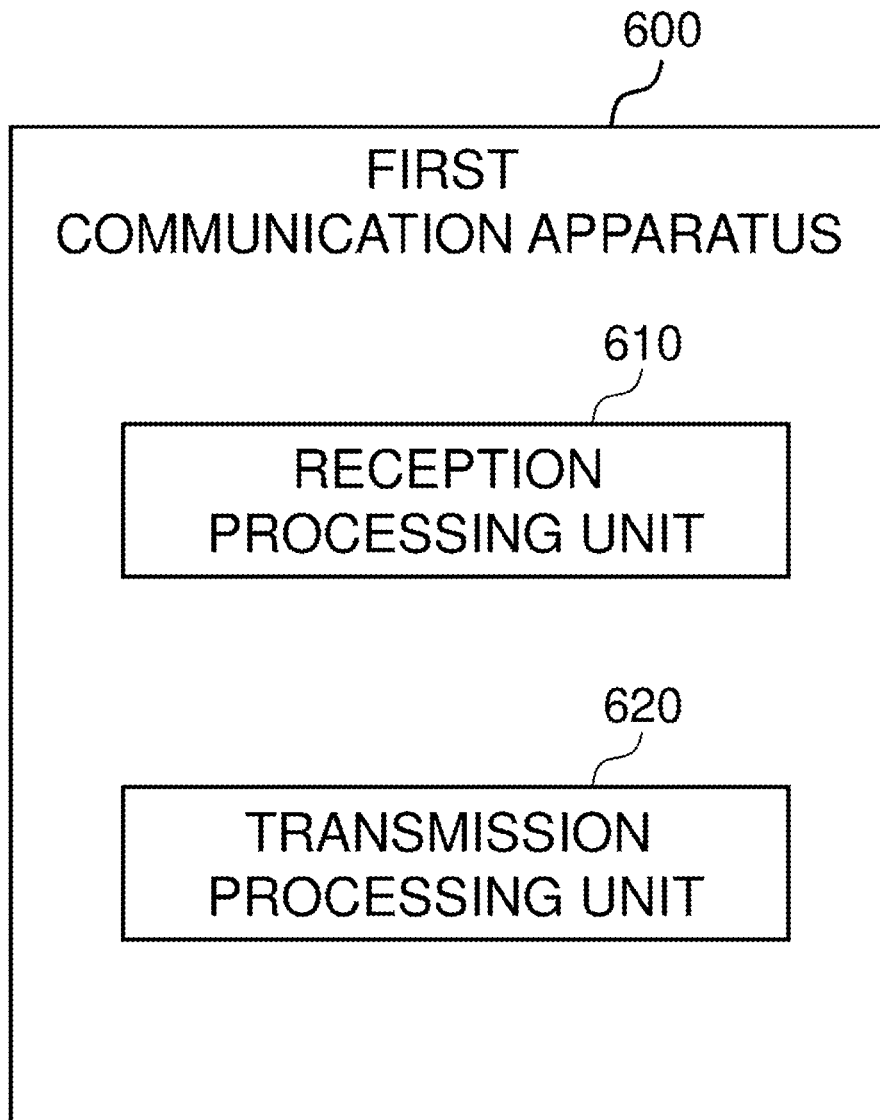 600
FIRST
COMMUNICATION APPARATUS
610
RECEPTION
PROCESSING UNIT
620
TRANSMISSION
PROCESSING UNIT